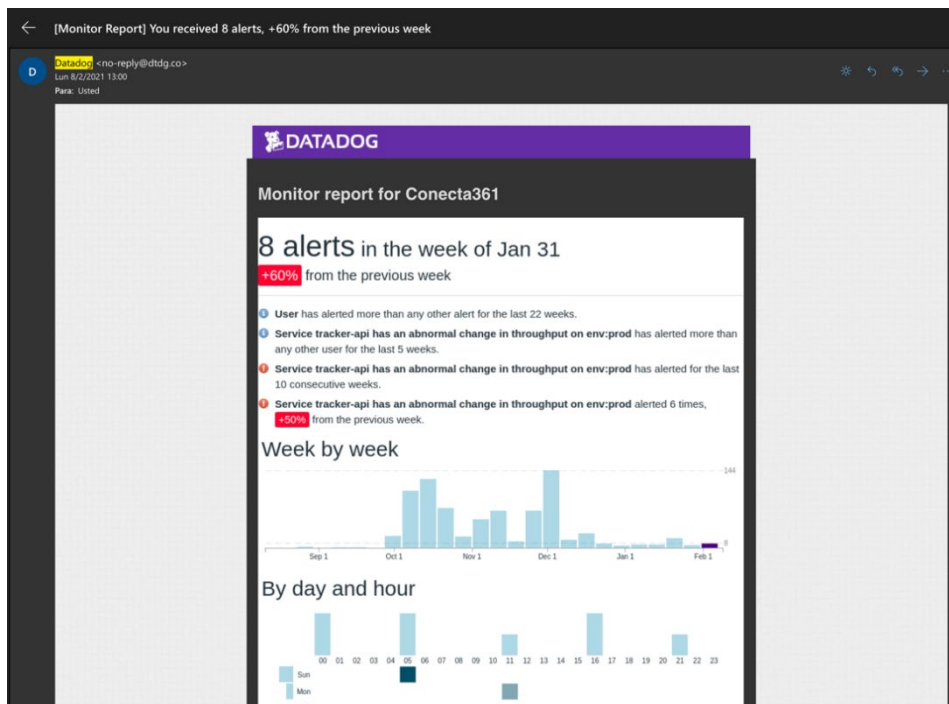 [Monitor Report] You received 8 alerts, +60% from the previous week
D
Datadog <no-reply@dtdg.co>
Lun 8/2/2021 13:00
Para: Usted
DATADOG
Monitor report for Conecta361
8 alerts in the week of Jan 31
+60% from the previous week
User has alerted more than any other alert for the last 22 weeks.
Service tracker-api has an abnormal change in throughput on env:prod has alerted more than
any other user for the last 5 weeks.
Service tracker-api has an abnormal change in throughput on env:prod has alerted for the last
10 consecutive weeks.
Service tracker-api has an abnormal change in throughput on env:prod alerted 6 times,
+50% from the previous week.
Week by week
144
8
Sep 1 Oct 1 Nov 1 Dec 1 Jan 1 Feb 1
By day and hour
00 01 02 03 04 05 06 07 08 09 10 11 12 13 14 15 16 17 18 19 20 21 22 23
Sun
Mon